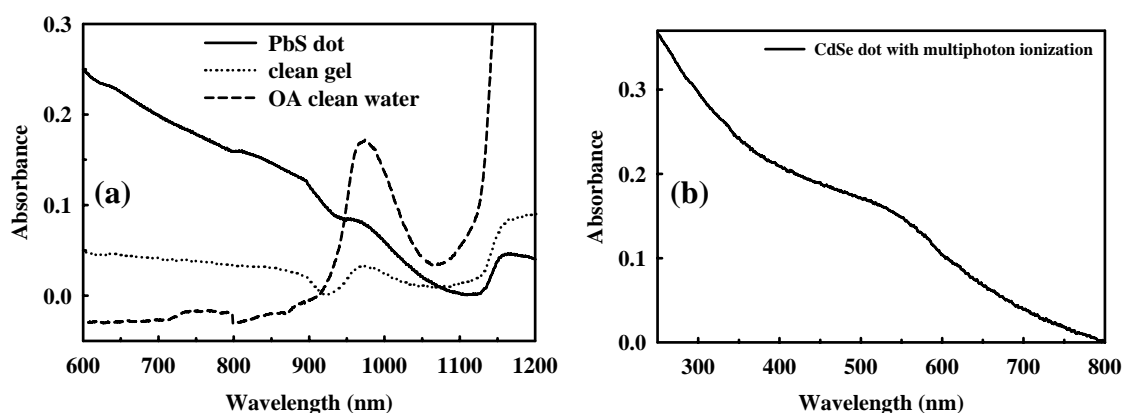 0.3
0.2
0.1
0.0
Absorbance
(a)
PbS dot
clean gel
OA clean water
600 700 800 900 1000 1100 1200
Wavelength (nm)
0.3
0.2
0.1
0.0
Absorbance
(b)
CdSe dot with multiphoton ionization
300 400 500 600 700 800
Wavelength (nm)